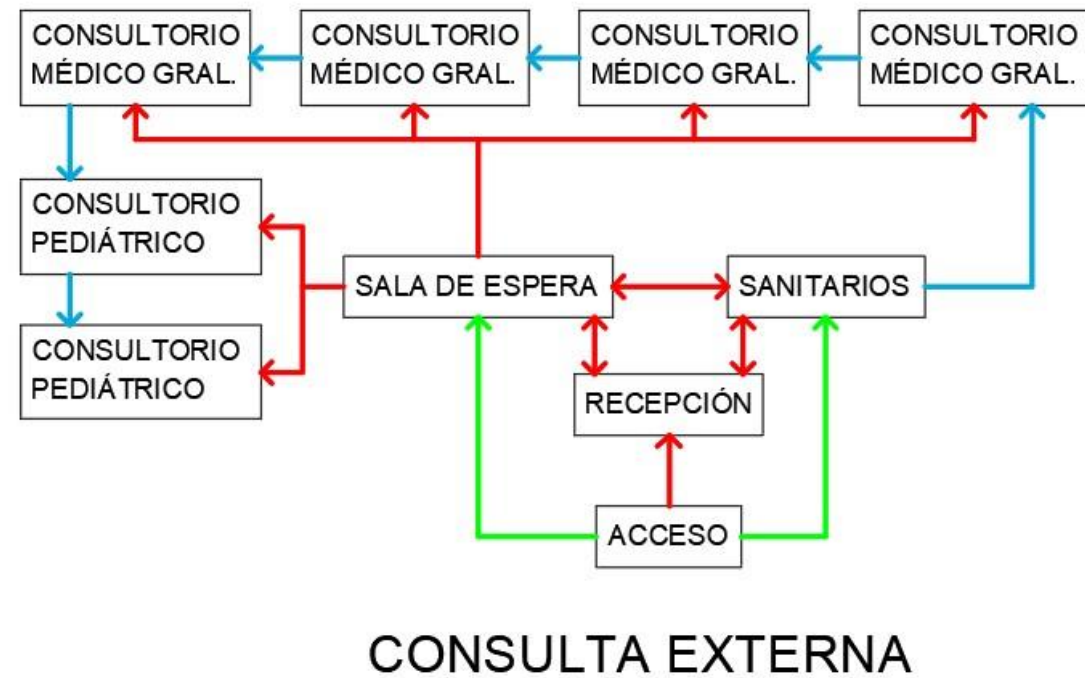 CONSULTORIO
MÉDICO GRAL.
CONSULTORIO
MÉDICO GRAL.
CONSULTORIO
MÉDICO GRAL.
CONSULTORIO
MÉDICO GRAL.
CONSULTORIO
PEDIÁTRICO
SALA DE ESPERA
SANITARIOS
CONSULTORIO
PEDIÁTRICO
RECEPCIÓN
ACCESO
CONSULTA EXTERNA